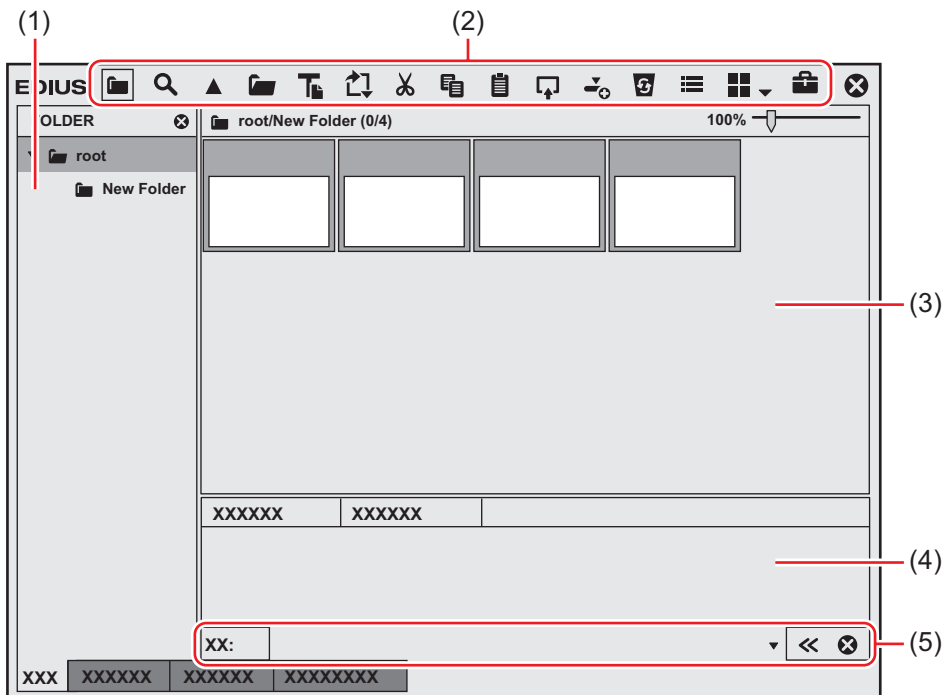 (1)
(2)
EDIUS
FOLDER
root/New Folder (0/4)
100%
root
New Folder
(3)
XXXXXX XXXXXX
(4)
XX:
(5)
XXX XXXXXX XXXXXX XXXXXXXX